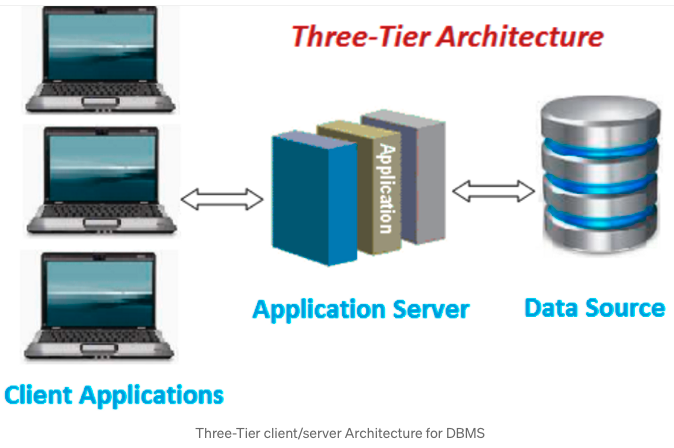 Three-Tier Architecture
Application
Application Server
Data Source
Client Applications
Three-Tier client/server Architecture for DBMS